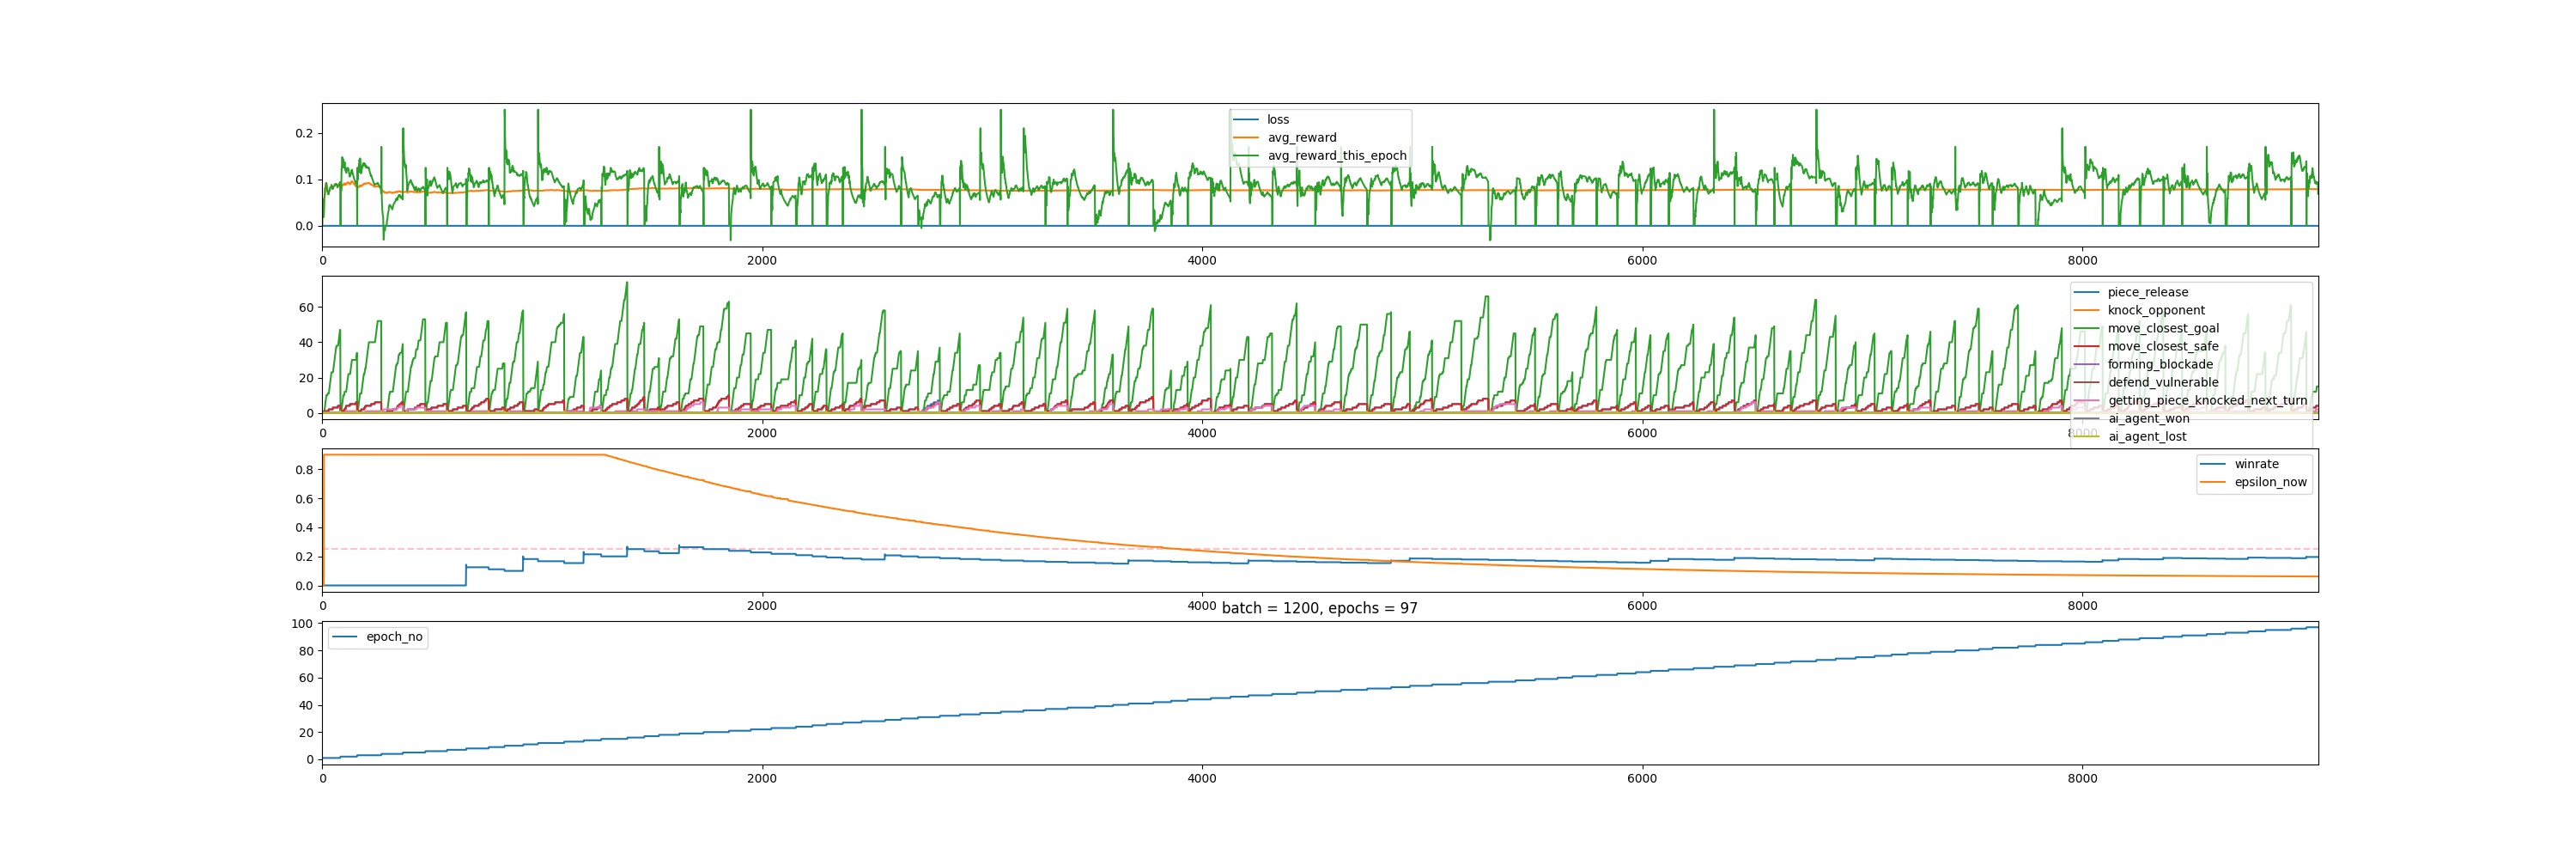 0.2
0.1
0.0
loss
avg_reward
avg_reward_this_epoch
0 2000 4000 6000 8000
60
40
20
0
piece_release
knock_opponent
move_closest_goal
move_closest_safe
forming_blockade
defend_vulnerable
getting_piece_knocked_next_turn
ai_agent_won
ai_agent_lost
0 2000 4000 6000 8000
0.8
0.6
0.4
0.2
0.0
winrate
epsilon_now
0 2000 4000 6000 8000
batch = 1200, epochs = 97
100
80
60
40
20
0
epoch_no
0 2000 4000 6000 8000